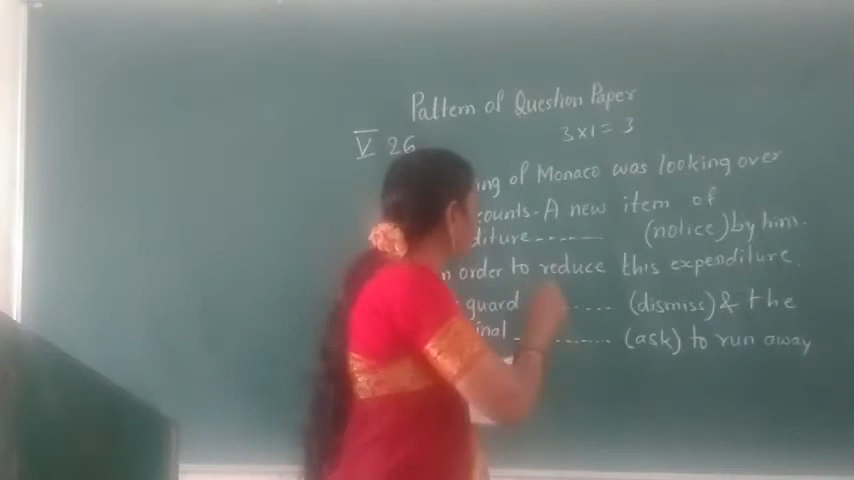 Pattern of Question Paper
3x1= 3
V 26
ing of Monaco was looking over
counts. A new item of
diture ------ (notice) by him.
n order to reduce this expenditure.
guard ----- (dismiss) & the
inal --------- (ask) to run away